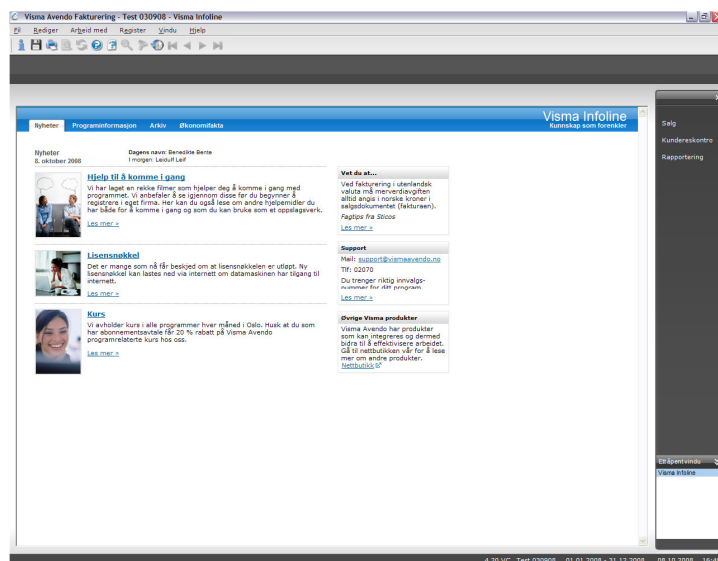 Visma Avendo Fakturering - Test 030908 - Visma Infoline
Fil Rediger Arbeid med Register Vindu Hjelp
Visma Infoline
Kunnskap som forenkler
Nyheter Programinformasjon Arkiv Økonomifakta
Nyheter
8. oktober 2008
Dagens navn: Benedikte Bente
I morgen: Leidulf Leif
Hjelp til å komme i gang
Vi har laget en rekke filmer som hjelper deg å komme i gang med
programmet. Vi anbefaler å se igjennom disse før du begynner å
registrere i eget firma. Her kan du også lese om andre hjelpemidler du
har både for å komme i gang og som du kan bruke som et oppslagsverk.
Les mer »
Lisensnøkkel
Det er mange som nå får beskjed om at lisensnøkkelen er utløpt. Ny
lisensnøkkel kan lastes ned via internett om datamaskinen har tilgang til
internett.
Les mer »
Kurs
Vi avholder kurs i alle programmer hver måned i Oslo. Husk at du som
har abonnementsavtale får 20 % rabatt på Visma Avendo
programrelaterte kurs hos oss.
Les mer »
Vet du at...
Ved fakturering i utenlandsk
valuta må merverdiavgiften
alltid angis i norske kroner i
salgsdokumentet (fakturaen).
Fagtips fra Sticos
Les mer »
Support
Mail: support@vismaavendo.no
Tlf: 02070
Du trenger riktig innvalgs-
nummer for ditt program
Les mer »
Øvrige Visma produkter
Visma Avendo har produkter
som kan integreres og dermed
bidra til å effektivisere arbeidet.
Gå til nettbutikken vår for å lese
mer om andre produkter.
Nettbutikk
Salg
Kundereskontro
Rapportering
Ett åpent vindu
Visma Infoline
4.20 VC Test 030908 01.01.2008 - 31.12.2008 08.10.2008